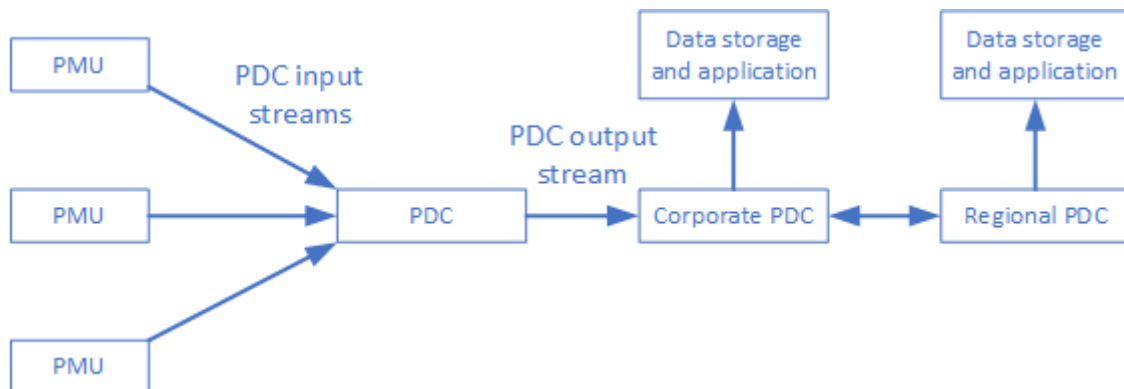 PMU
PDC input
streams
PMU
PMU
PDC
PDC output
stream
Data storage
and application
Corporate PDC
Data storage
and application
Regional PDC